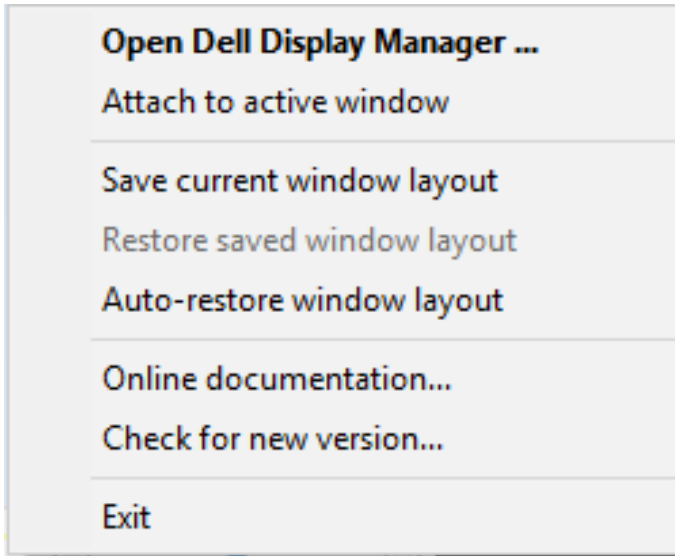 Open Dell Display Manager ...
Attach to active window
Save current window layout
Restore saved window layout
Auto-restore window layout
Online documentation...
Check for new version...
Exit